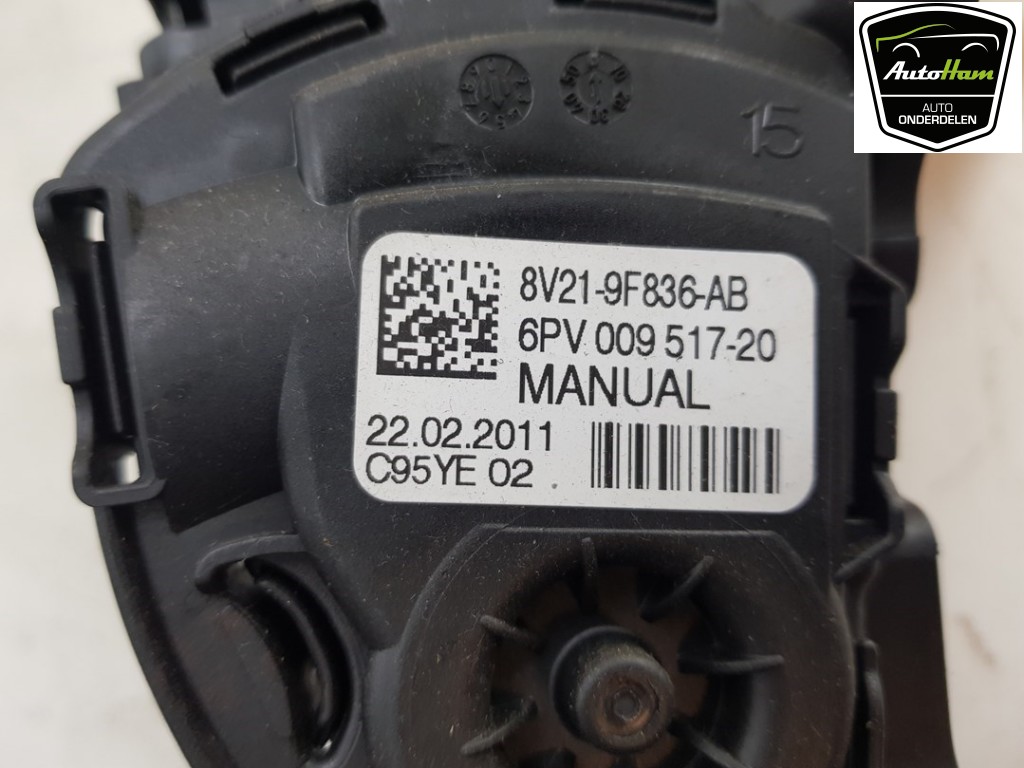 AutoHam
AUTO
ONDERDELEN
15
8V21-9F836-AB
6PV 009 517-20
MANUAL
22.02.2011
C95YE 02